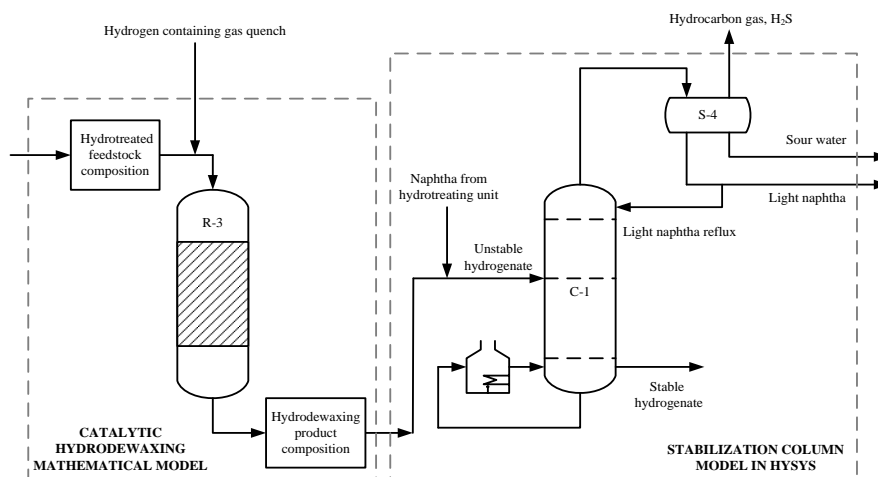 Hydrogen containing gas quench
Hydrotreated
feedstock
composition
R-3
Hydrodewaxing
product
composition
CATALYTIC
HYDRODEWAXING
MATHEMATICAL MODEL
Hydrocarbon gas, H₂S
S-4
Sour water
Light naphtha
Naphtha from
hydrotreating unit
Light naphtha reflux
Unstable
hydrogenate
C-1
Stable
hydrogenate
STABILIZATION COLUMN
MODEL IN HYSYS